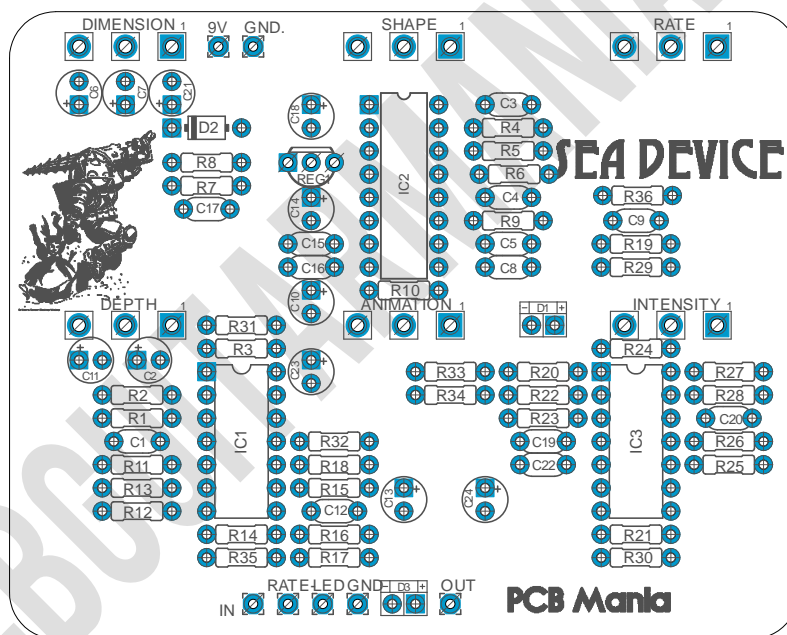 DIMENSION 1 9V GND. SHAPE 1 RATE 1
C6 C7 C21 C18 C3
D2 R4
R8 REG1 IC2 R5 SEA DEVICE
R7 R6
C17 C14 C4 R36
R9 C9
C15 C5 R19
C16 C8 R29
C10 R10
DEPTH 1 ANIMATION 1 - D1 + INTENSITY 1
R31
C11 C2 R3 C23 R24
R33 R20 R27
R2 R34 R22 R28
R1 R23 C20
C1 IC1 R32 C19 IC3 R26
R11 R18 C22 R25
R13 R15 C13 C24
R12 C12
R14 R16 R21
R35 R17 R30
IN RATE-LED GND - D3 + OUT
PCB Mania